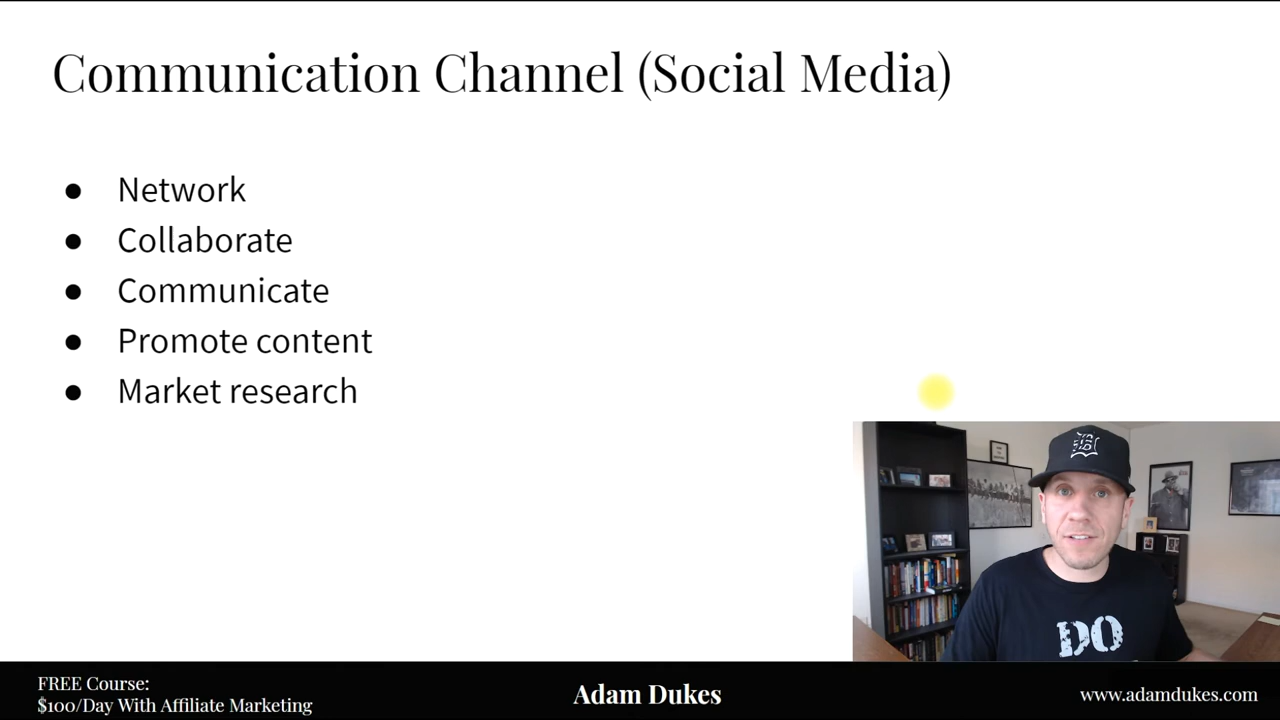 Communication Channel (Social Media)
● Network
● Collaborate
● Communicate
● Promote content
● Market research
DO
FREE Course:
$100/Day With Affiliate Marketing
Adam Dukes
www.adamdukes.com